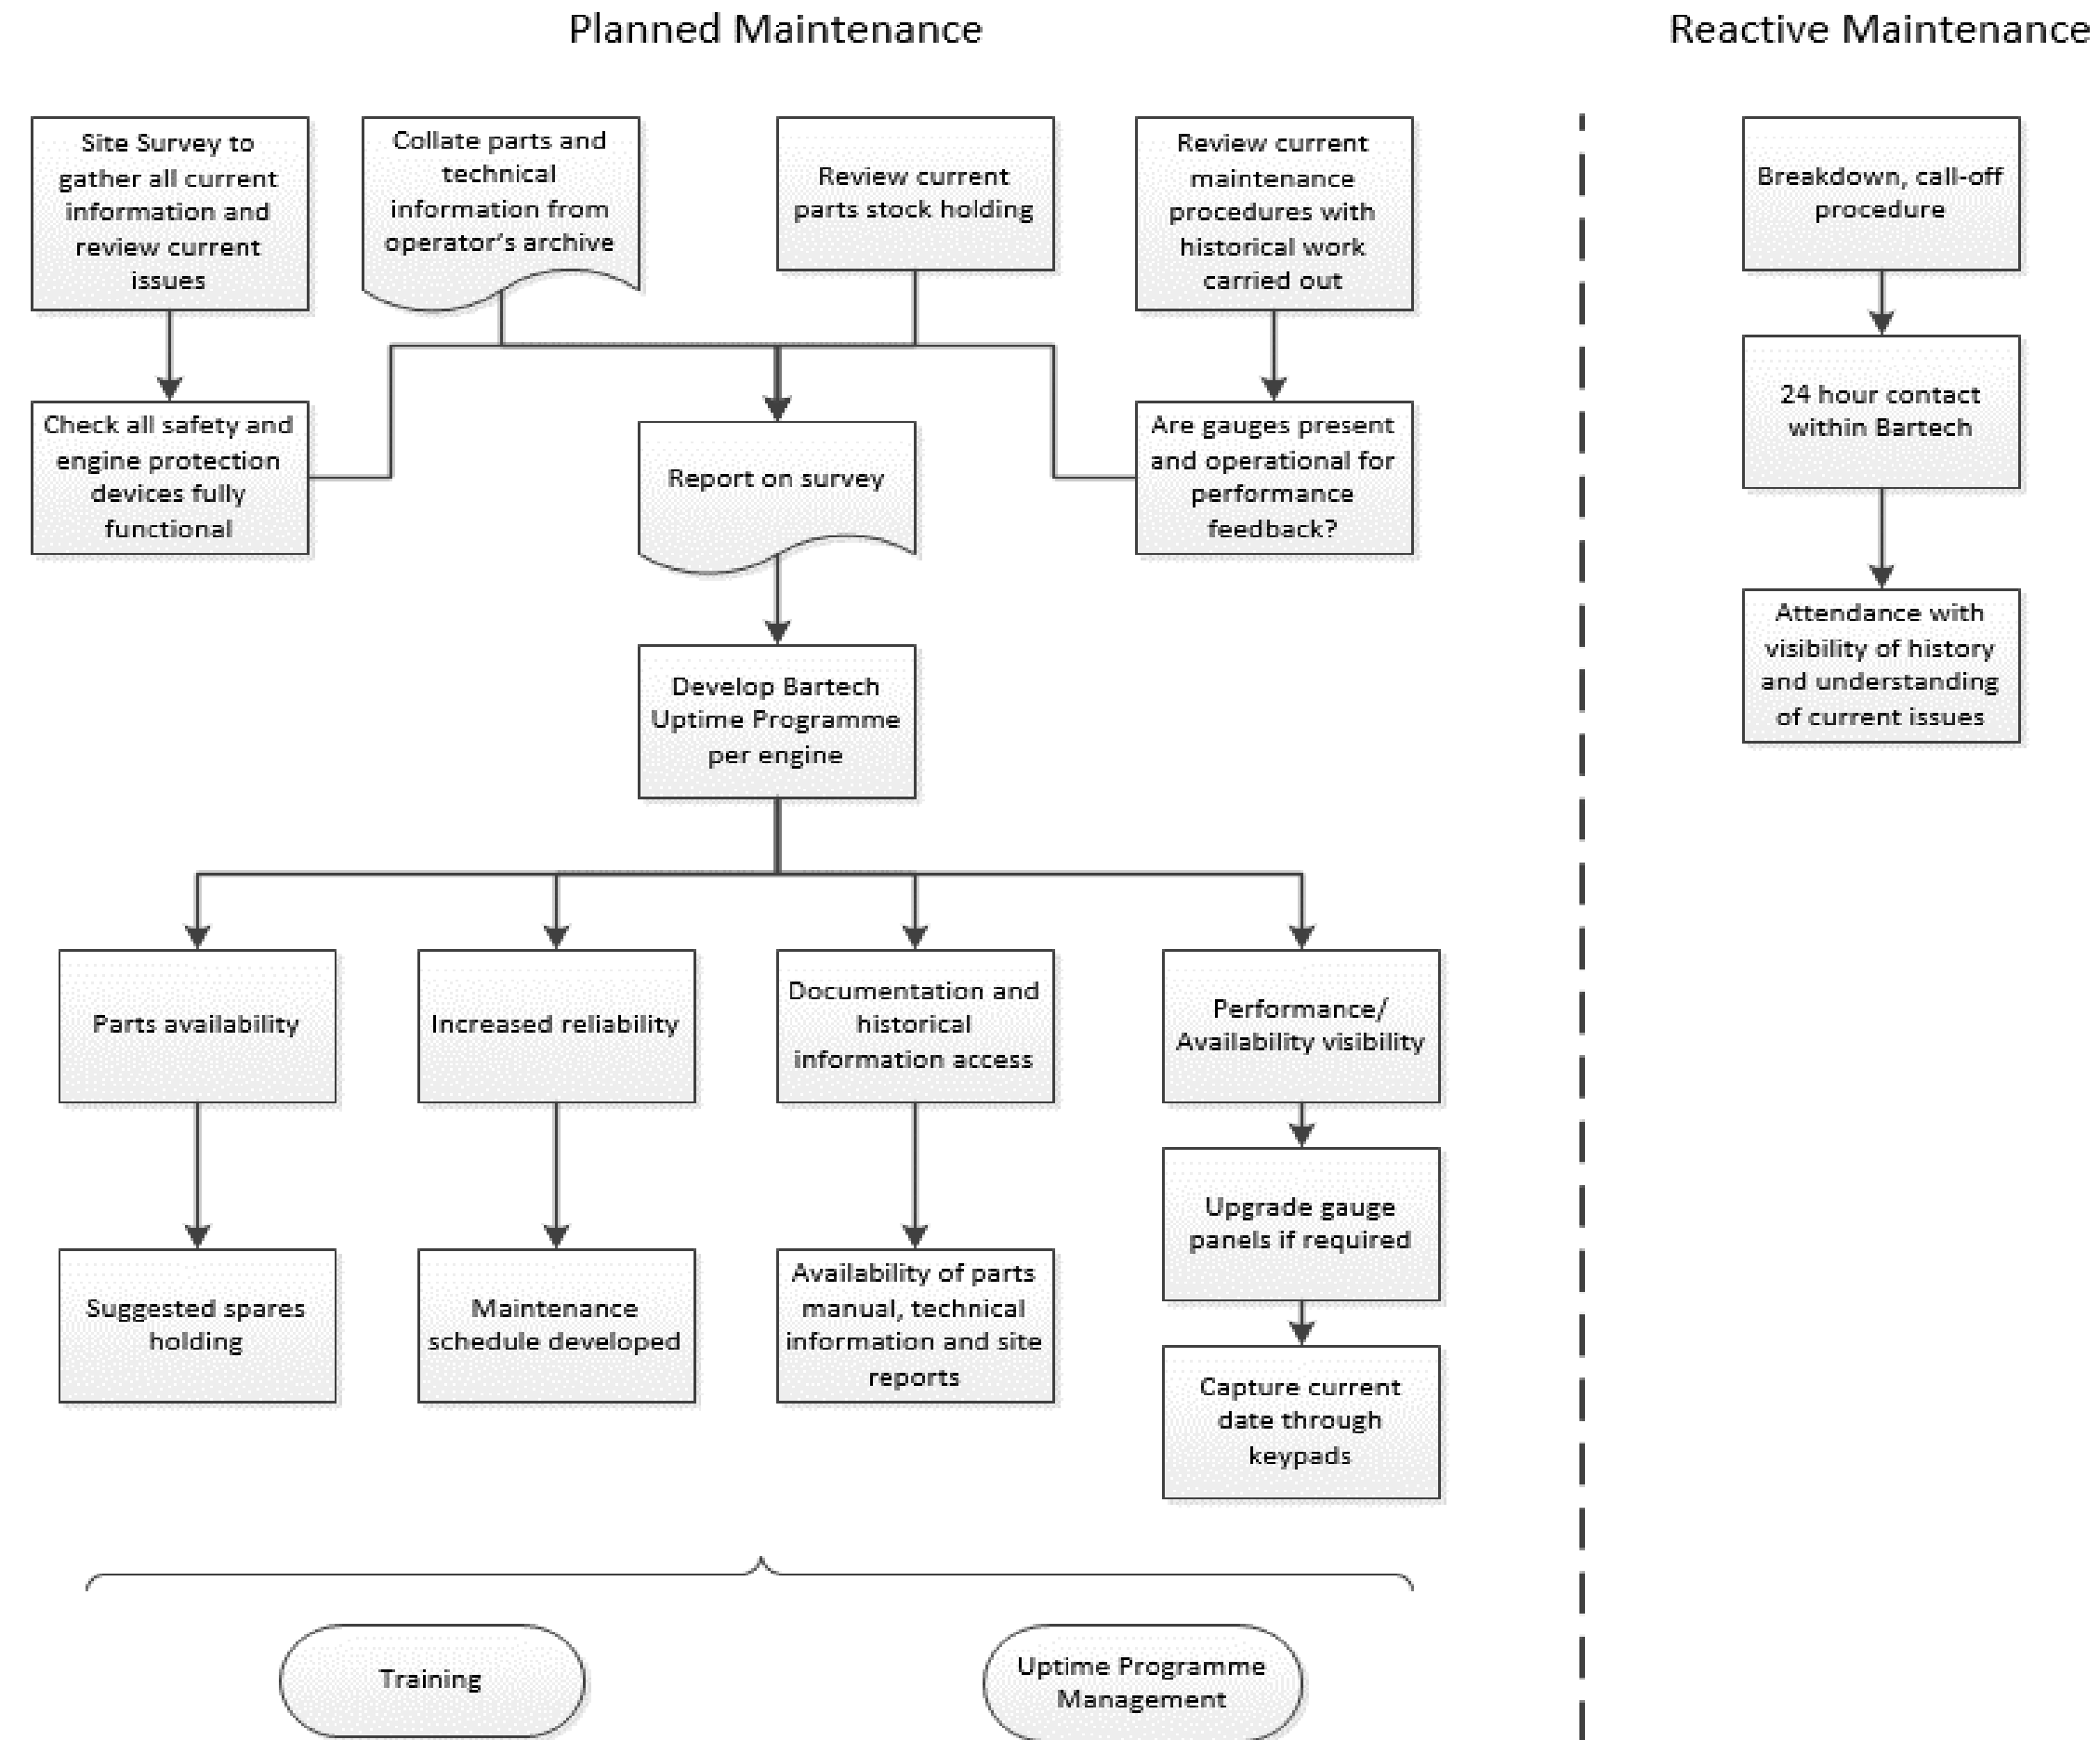 Planned Maintenance
Reactive Maintenance
Site Survey to
gather all current
information and
review current
issues
Collate parts and
technical
information from
operator's archive
Review current
parts stock holding
Review current
maintenance
procedures with
historical work
carried out
Breakdown, call-off
procedure
Check all safety and
engine protection
devices fully
functional
Report on survey
Are gauges present
and operational for
performance
feedback?
24 hour contact
within Bartech
Attendance with
visibility of history
and understanding
of current issues
Develop Bartech
Uptime Programme
per engine
Parts availability
Increased reliability
Documentation and
historical
information access
Performance/
Availability visibility
Upgrade gauge
panels if required
Suggested spares
holding
Maintenance
schedule developed
Availability of parts
manual, technical
information and site
reports
Capture current
date through
keypads
Training
Uptime Programme
Management